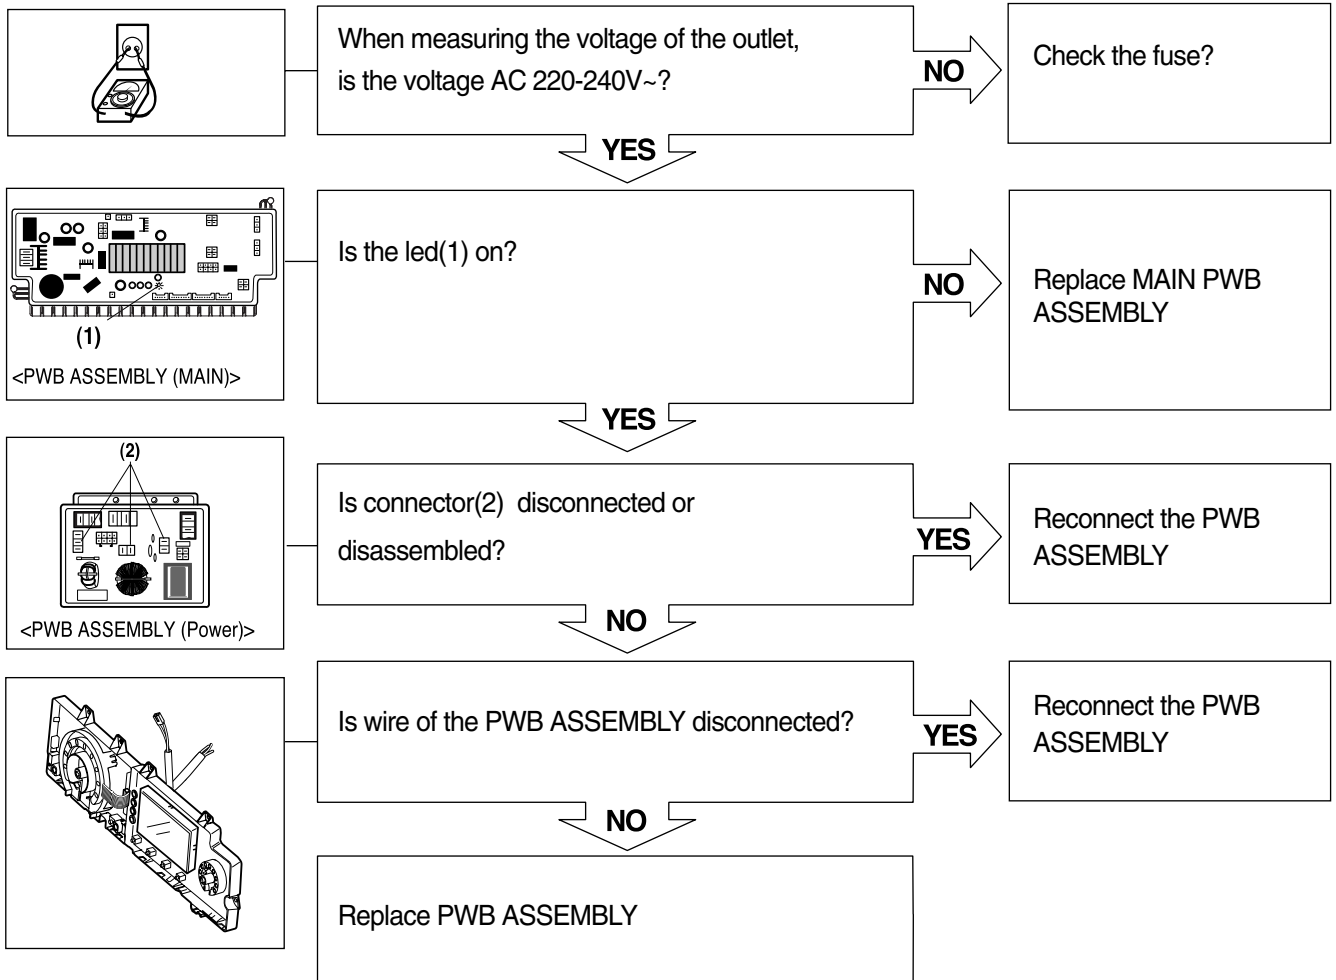 When measuring the voltage of the outlet,
is the voltage AC 220-240V~?
NO
Check the fuse?
YES
(1)
<PWB ASSEMBLY (MAIN)>
Is the led(1) on?
NO
Replace MAIN PWB
ASSEMBLY
YES
(2)
<PWB ASSEMBLY (Power)>
Is connector(2) disconnected or
disassembled?
YES
Reconnect the PWB
ASSEMBLY
NO
Is wire of the PWB ASSEMBLY disconnected?
YES
Reconnect the PWB
ASSEMBLY
NO
Replace PWB ASSEMBLY